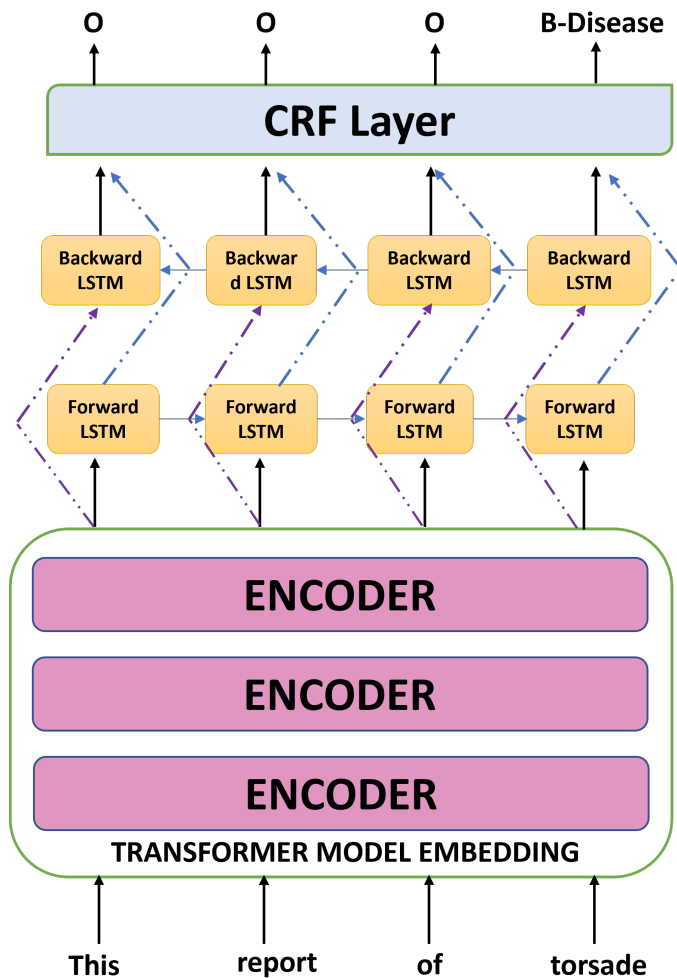 O O O B-Disease
CRF Layer
Backward
LSTM
Backwar
d LSTM
Backward
LSTM
Backward
LSTM
Forward
LSTM
Forward
LSTM
Forward
LSTM
Forward
LSTM
ENCODER
ENCODER
ENCODER
TRANSFORMER MODEL EMBEDDING
This report of torsade